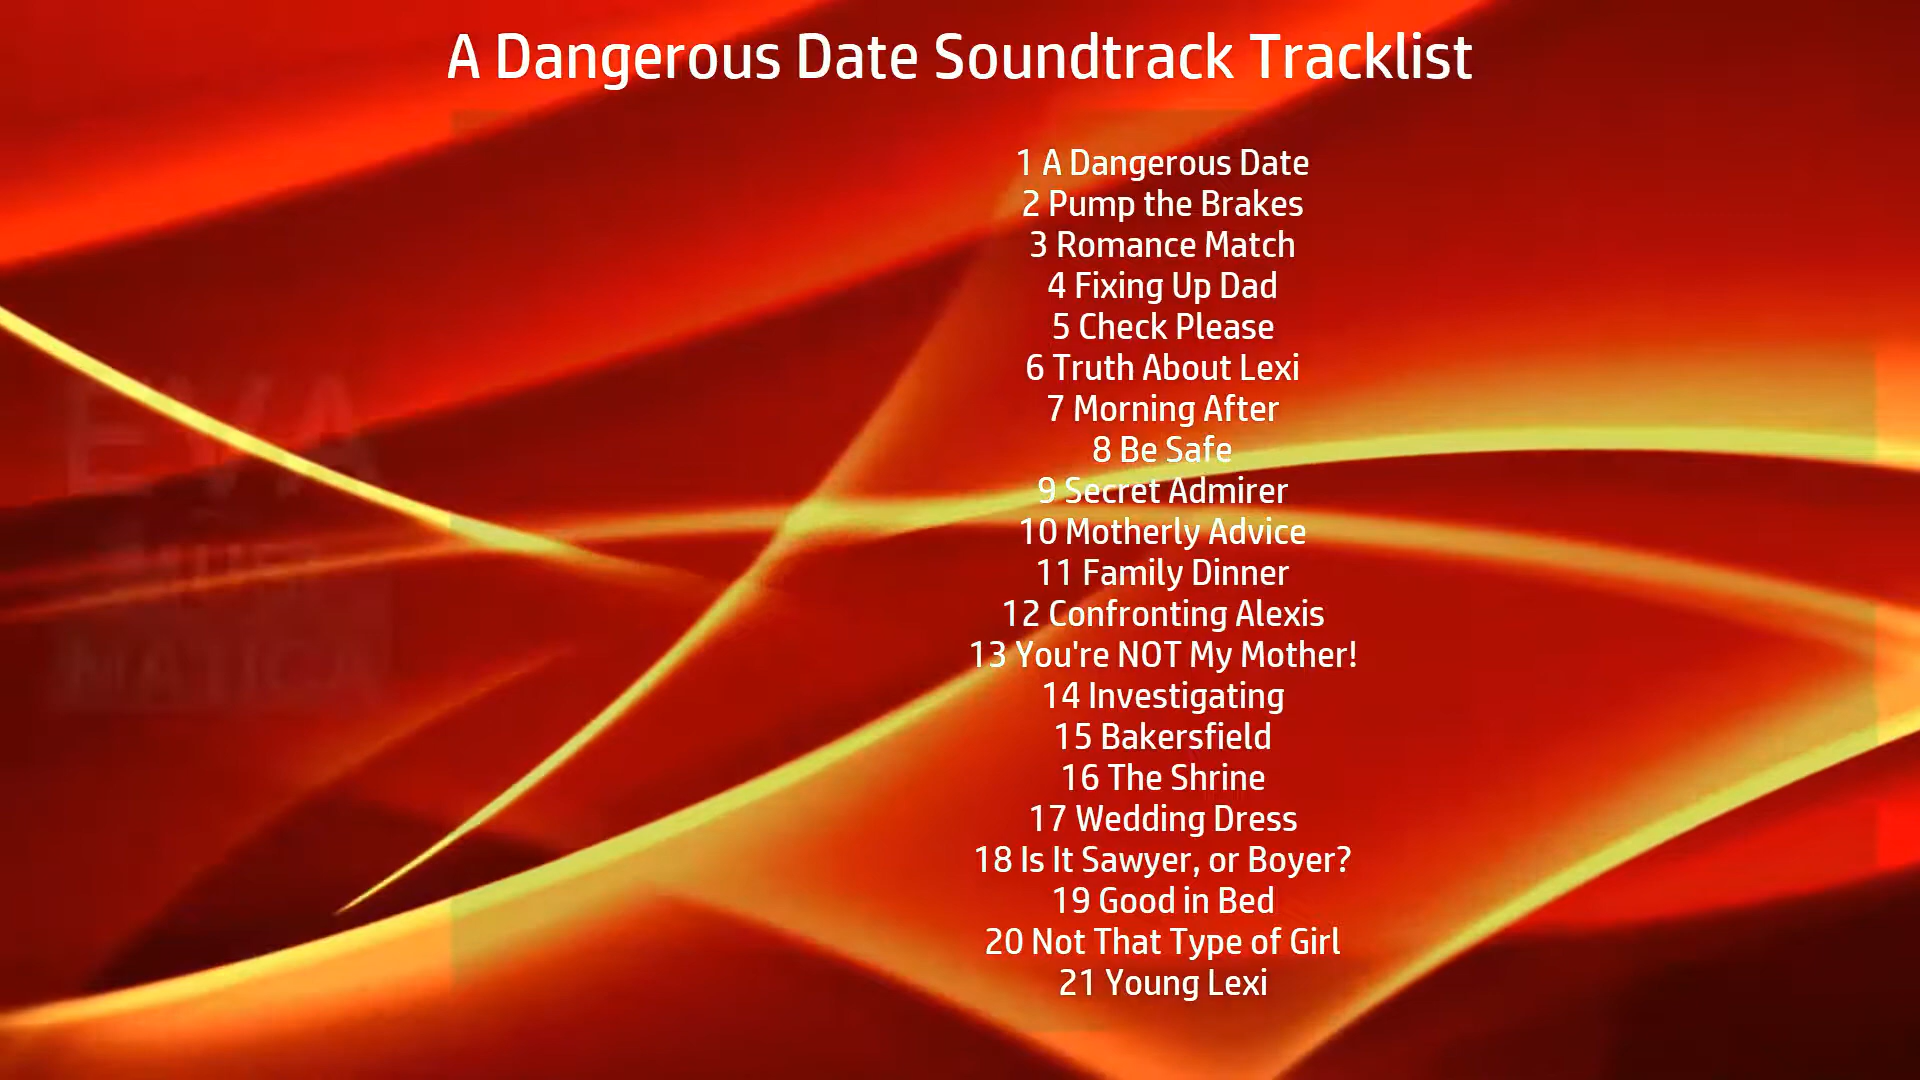 A Dangerous Date Soundtrack Tracklist
1 A Dangerous Date
2 Pump the Brakes
3 Romance Match
4 Fixing Up Dad
5 Check Please
6 Truth About Lexi
7 Morning After
8 Be Safe
9 Secret Admirer
10 Motherly Advice
11 Family Dinner
12 Confronting Alexis
13 You're NOT My Mother!
14 Investigating
15 Bakersfield
16 The Shrine
17 Wedding Dress
18 Is It Sawyer, or Boyer?
19 Good in Bed
20 Not That Type of Girl
21 Young Lexi